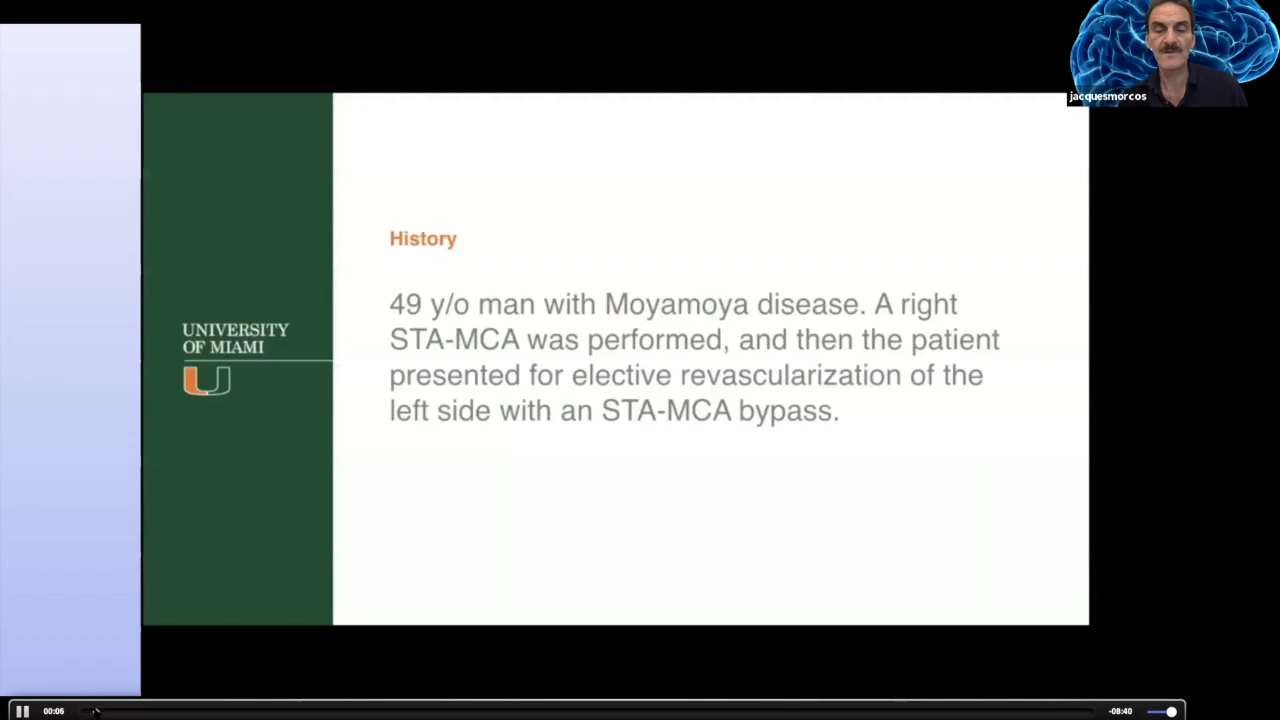 jacquesmorcos
History
49 y/o man with Moyamoya disease. A right
STA-MCA was performed, and then the patient
presented for elective revascularization of the
left side with an STA-MCA bypass.
UNIVERSITY
OF MIAMI
00:06
-08:40